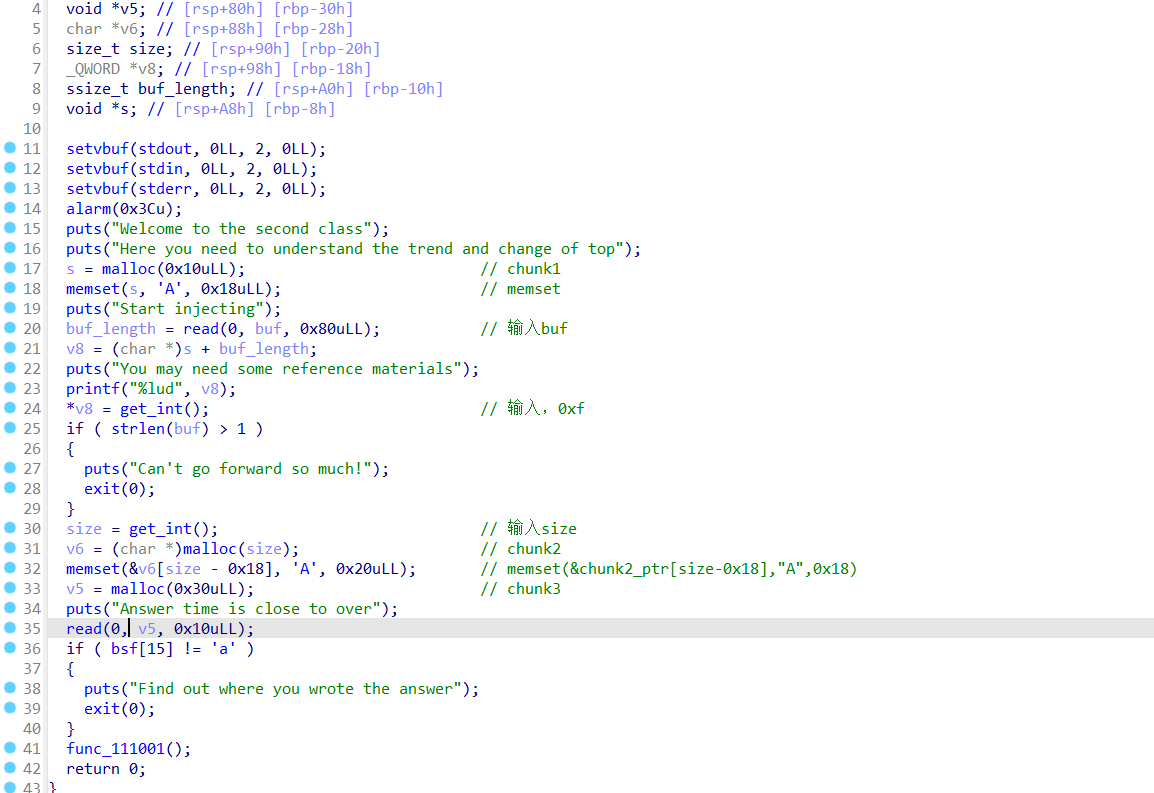 4 void *v5; // [rsp+80h] [rbp-30h]
5 char *v6; // [rsp+88h] [rbp-28h]
6 size_t size; // [rsp+90h] [rbp-20h]
7 _QWORD *v8; // [rsp+98h] [rbp-18h]
8 ssize_t buf_length; // [rsp+A0h] [rbp-10h]
9 void *s; // [rsp+A8h] [rbp-8h]
10
11 setvbuf(stdout, 0LL, 2, 0LL);
12 setvbuf(stdin, 0LL, 2, 0LL);
13 setvbuf(stderr, 0LL, 2, 0LL);
14 alarm(0x3Cu);
15 puts("Welcome to the second class");
16 puts("Here you need to understand the trend and change of top");
17 s = malloc(0x10uLL); // chunk1
18 memset(s, 'A', 0x18uLL); // memset
19 puts("Start injecting");
20 buf_length = read(0, buf, 0x80uLL); // 输入buf
21 v8 = (char *)s + buf_length;
22 puts("You may need some reference materials");
23 printf("%lud", v8);
24 *v8 = get_int(); // 输入，0xf
25 if ( strlen(buf) > 1 )
26 {
27 puts("Can't go forward so much!");
28 exit(0);
29 }
30 size = get_int(); // 输入size
31 v6 = (char *)malloc(size); // chunk2
32 memset(&v6[size - 0x18], 'A', 0x20uLL); // memset(&chunk2_ptr[size-0x18],"A",0x18)
33 v5 = malloc(0x30uLL); // chunk3
34 puts("Answer time is close to over");
35 read(0, v5, 0x10uLL);
36 if ( bsf[15] != 'a' )
37 {
38 puts("Find out where you wrote the answer");
39 exit(0);
40 }
41 func_111001();
42 return 0;
43 }